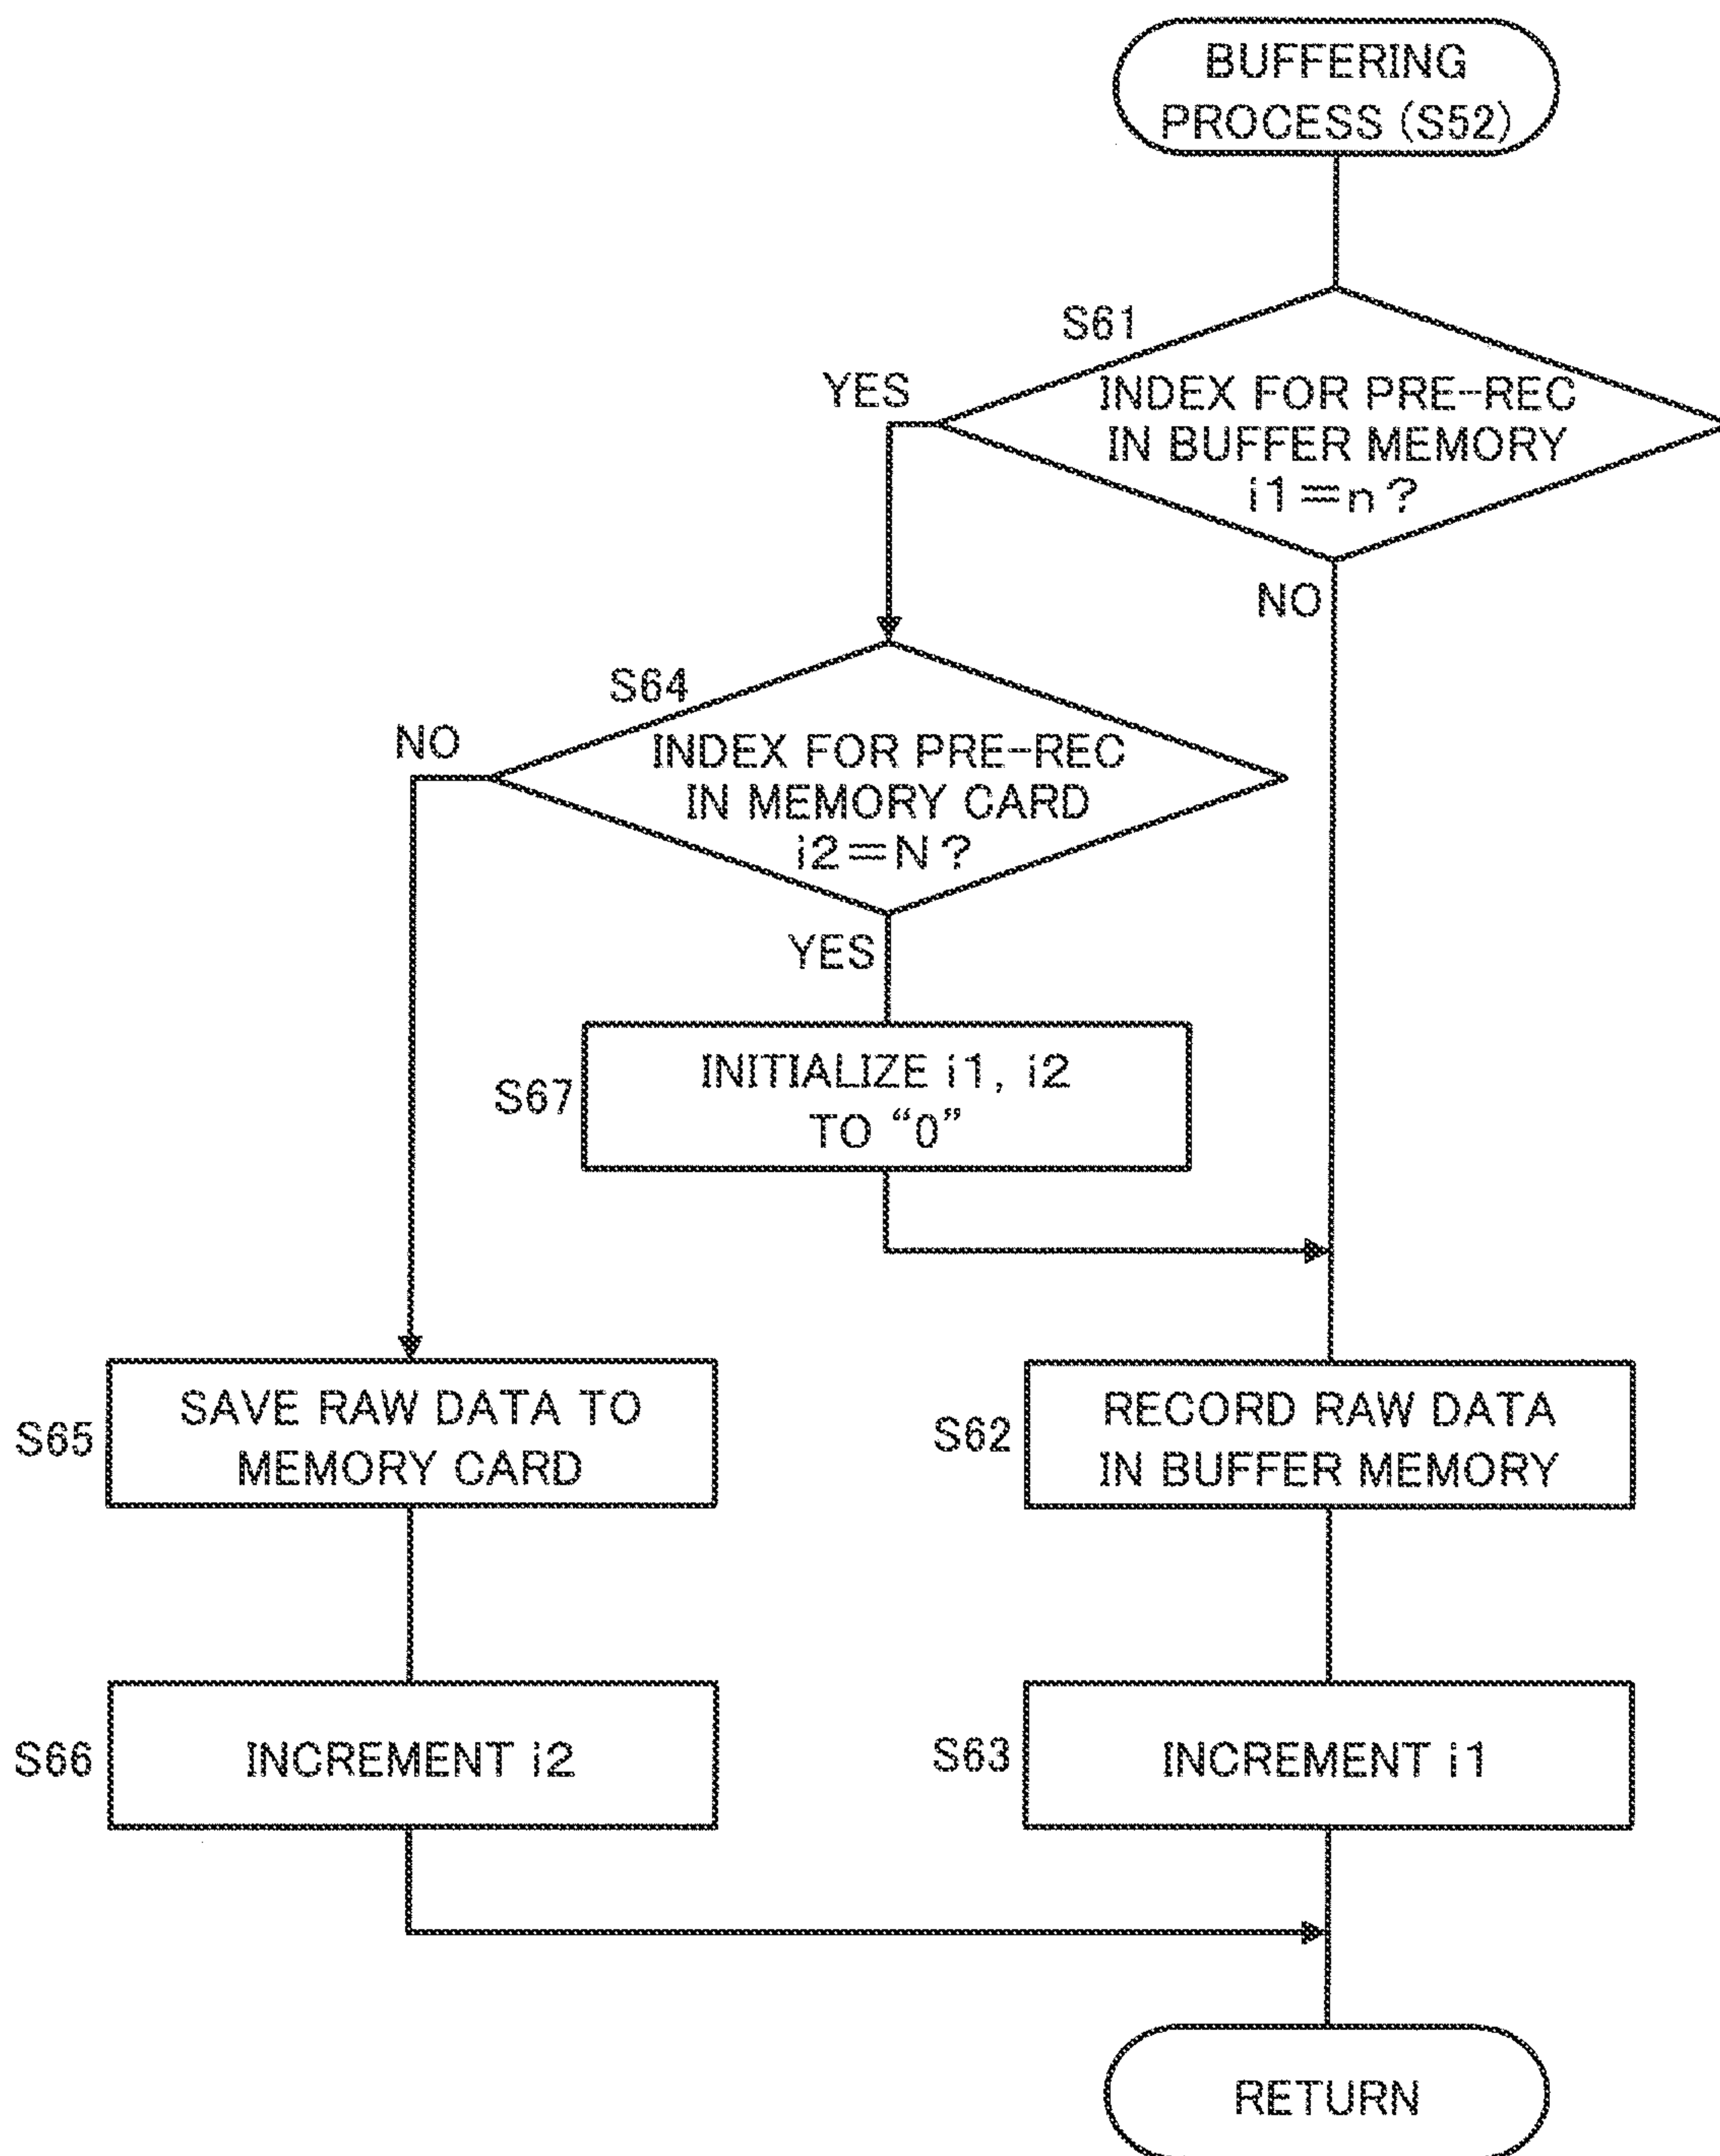 BUFFERING
PROCESS (S52)
S61
YES
INDEX FOR PRE-REC
IN BUFFER MEMORY
i1=n?
NO
S64
NO
INDEX FOR PRE-REC
IN MEMORY CARD
i2=N?
YES
S67
INITIALIZE i1, i2
TO “0”
S65
SAVE RAW DATA TO
MEMORY CARD
S62
RECORD RAW DATA
IN BUFFER MEMORY
S66
INCREMENT i2
S63
INCREMENT i1
RETURN